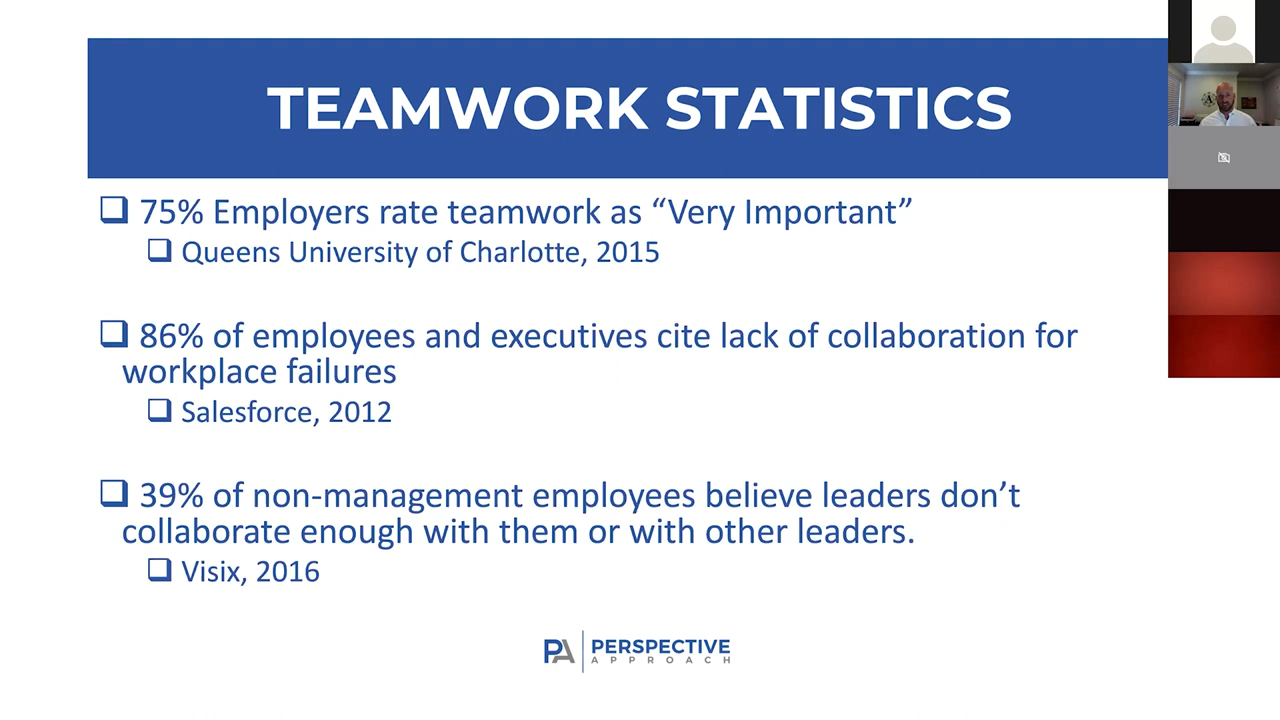 TEAMWORK STATISTICS
75% Employers rate teamwork as “Very Important”
Queens University of Charlotte, 2015
86% of employees and executives cite lack of collaboration for
workplace failures
Salesforce, 2012
39% of non-management employees believe leaders don’t
collaborate enough with them or with other leaders.
Visix, 2016
PA PERSPECTIVE
APPROACH